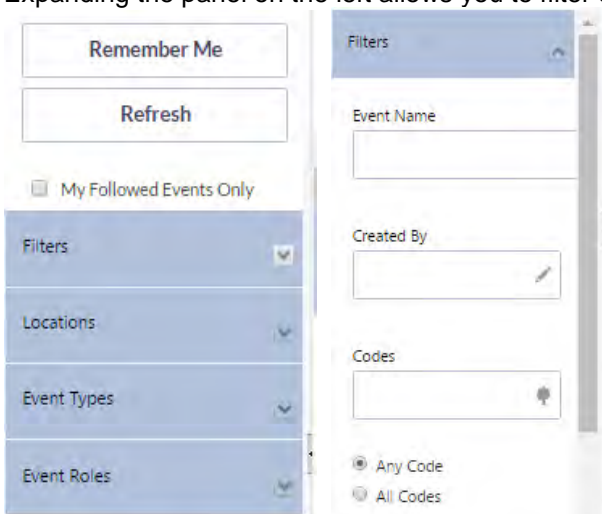 Expanding the panel on the left allows you to filter
Remember Me
Refresh
My Followed Events Only
Filters
Locations
Event Types
Event Roles
Filters
Event Name
Created By
Codes
Any Code
All Codes